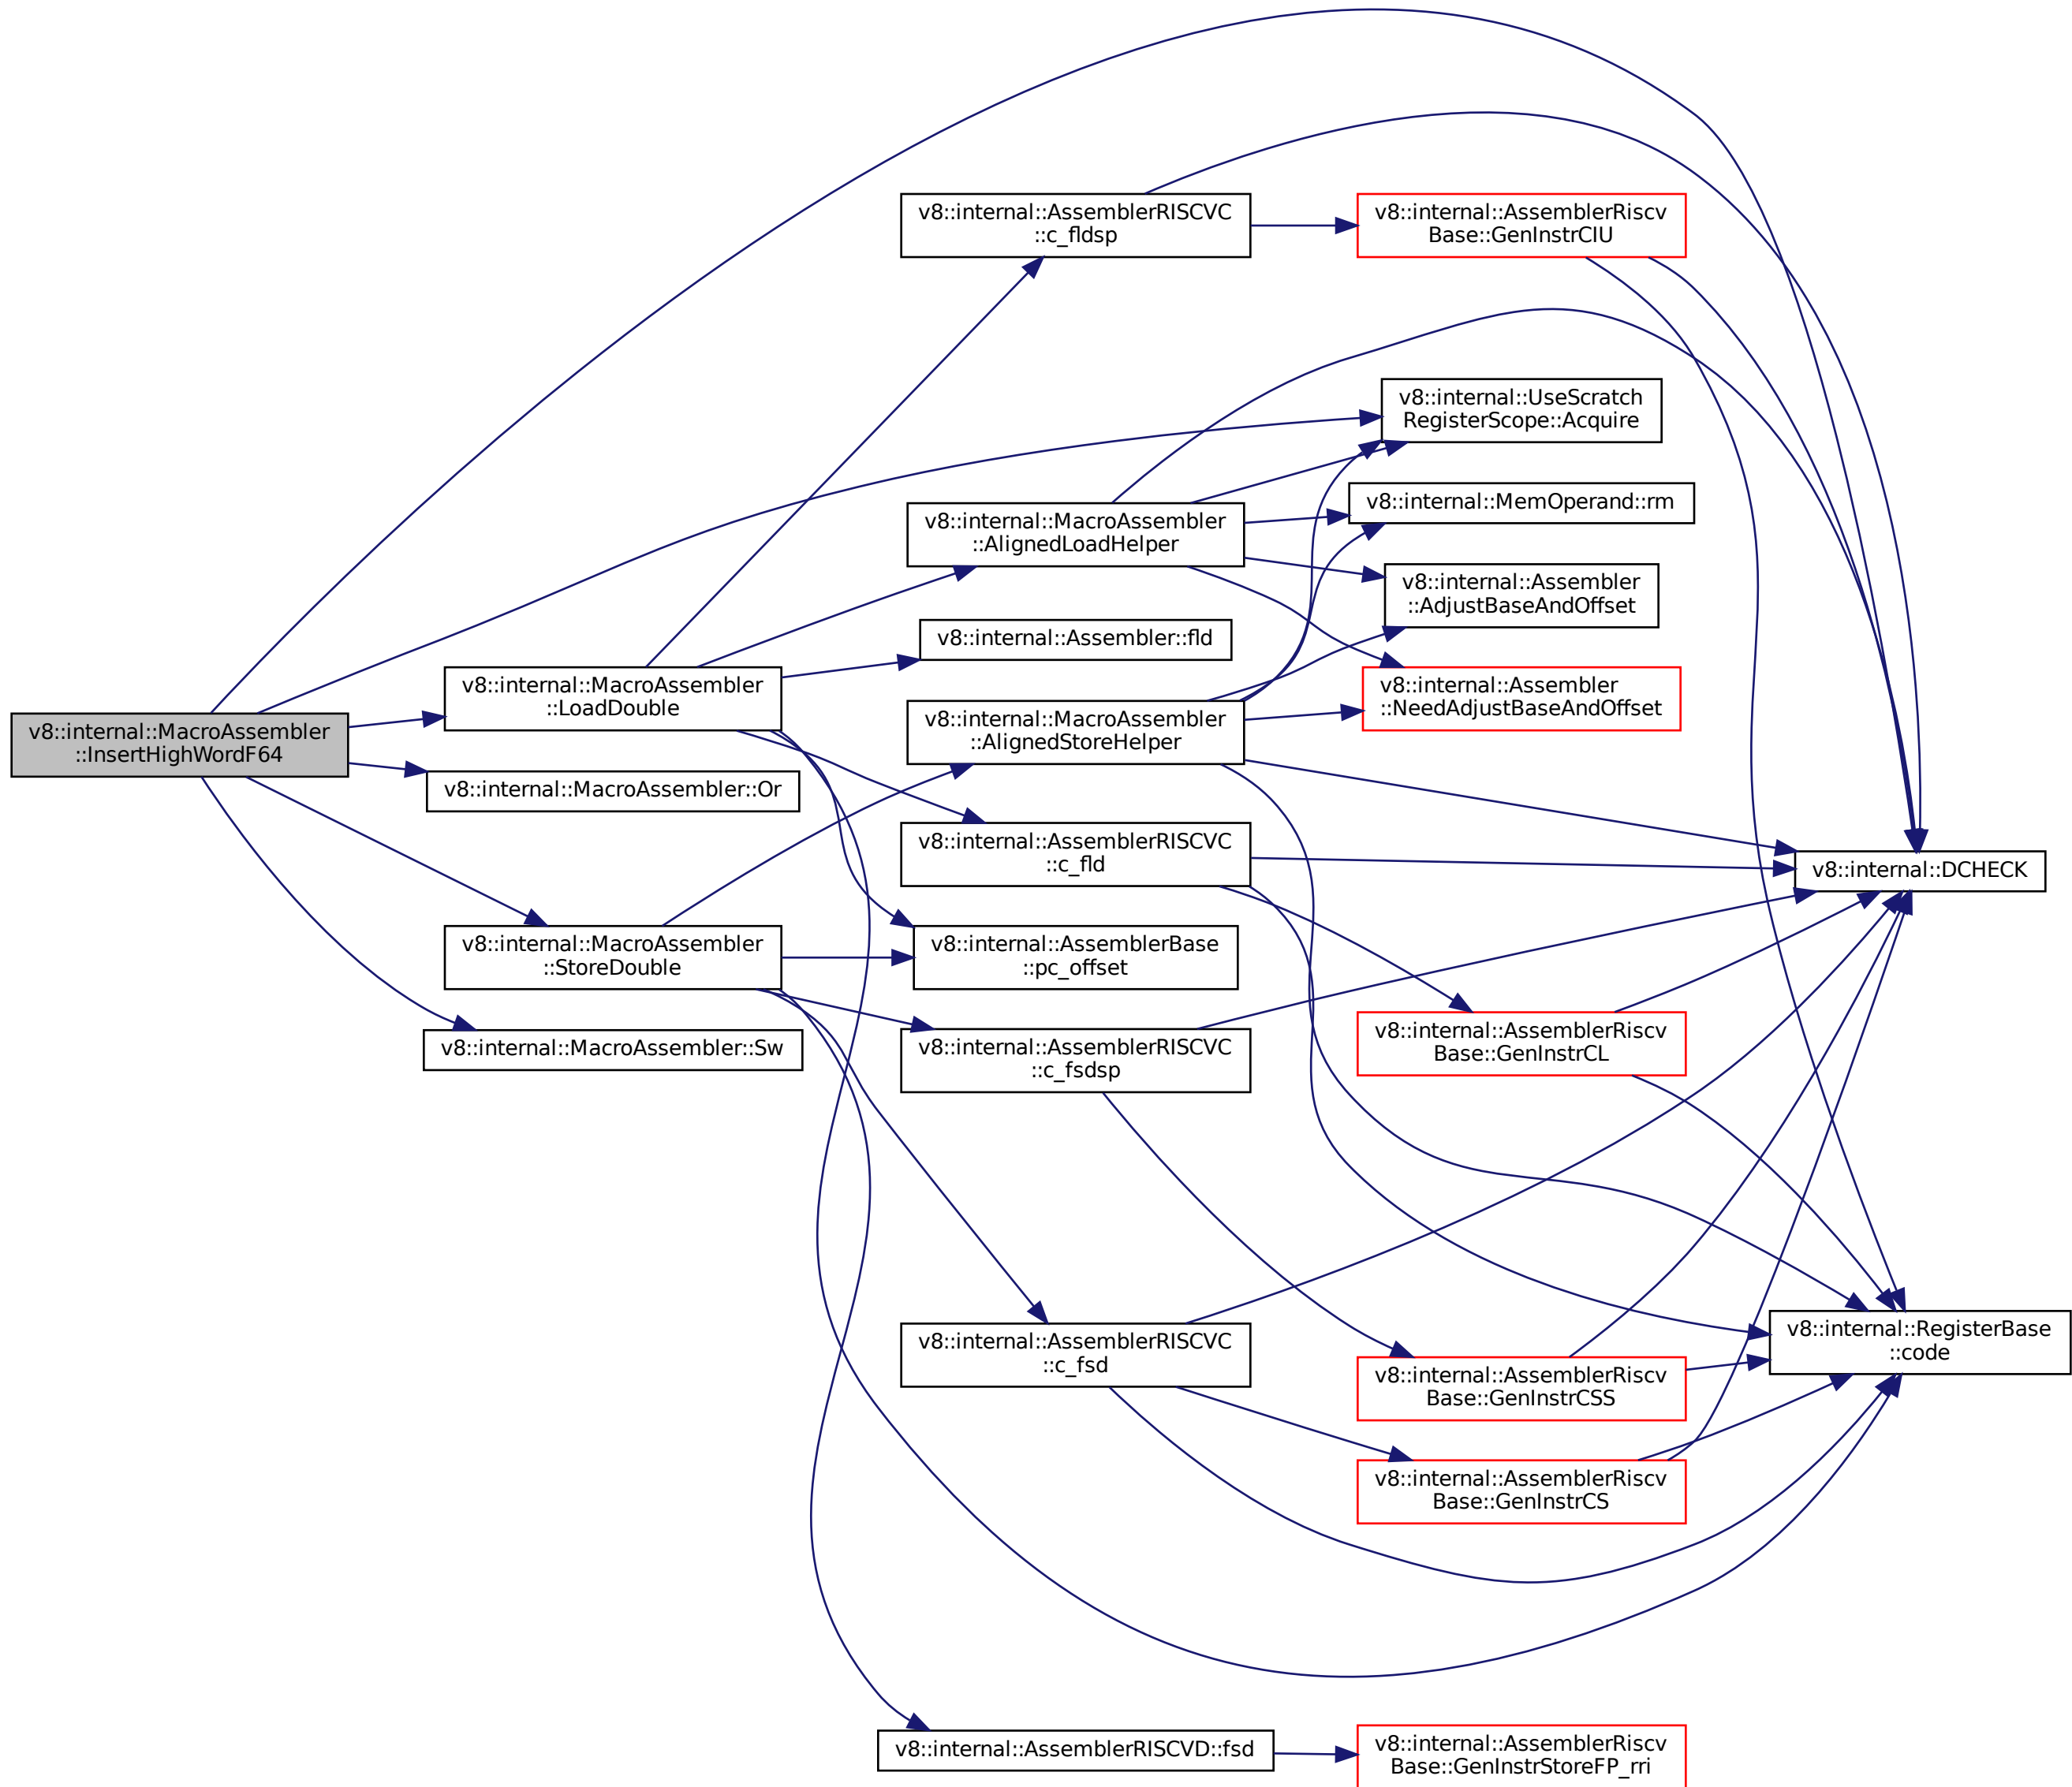 v8::internal::MacroAssembler
::InsertHighWordF64
v8::internal::MacroAssembler
::LoadDouble
v8::internal::MacroAssembler::Or
v8::internal::MacroAssembler
::StoreDouble
v8::internal::MacroAssembler::Sw
v8::internal::AssemblerRISCVC
::c_fldsp
v8::internal::MacroAssembler
::AlignedLoadHelper
v8::internal::Assembler::fld
v8::internal::MacroAssembler
::AlignedStoreHelper
v8::internal::AssemblerRISCVC
::c_fld
v8::internal::AssemblerBase
::pc_offset
v8::internal::AssemblerRISCVC
::c_fsdsp
v8::internal::AssemblerRISCVC
::c_fsd
v8::internal::AssemblerRISCVD::fsd
v8::internal::AssemblerRiscv
Base::GenInstrCIU
v8::internal::UseScratch
RegisterScope::Acquire
v8::internal::MemOperand::rm
v8::internal::Assembler
::AdjustBaseAndOffset
v8::internal::Assembler
::NeedAdjustBaseAndOffset
v8::internal::AssemblerRiscv
Base::GenInstrCL
v8::internal::AssemblerRiscv
Base::GenInstrCSS
v8::internal::AssemblerRiscv
Base::GenInstrCS
v8::internal::AssemblerRiscv
Base::GenInstrStoreFP_rri
v8::internal::DCHECK
v8::internal::RegisterBase
::code